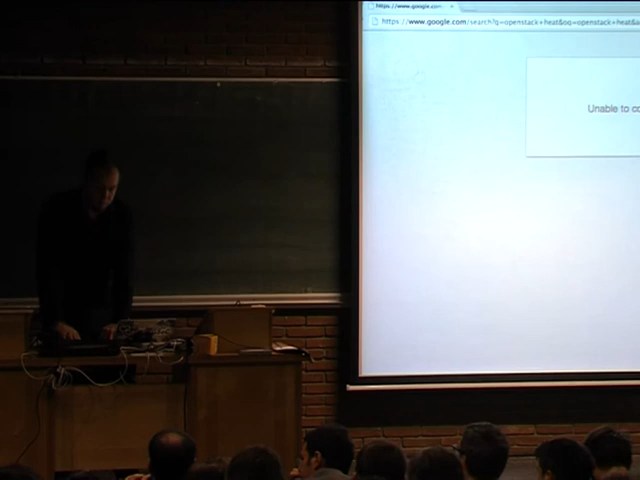 https://www.google.com
https://www.google.com/search?q=openstack+heat&oq=openstack+heat&
Unable to co